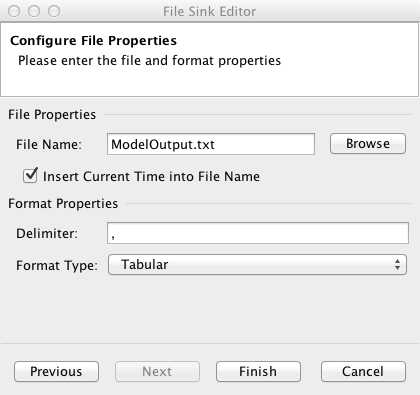 File Sink Editor
Configure File Properties
Please enter the file and format properties
File Properties
File Name: ModelOutput.txt Browse
Insert Current Time into File Name
Format Properties
Delimiter: ,
Format Type: Tabular
Previous Next Finish Cancel